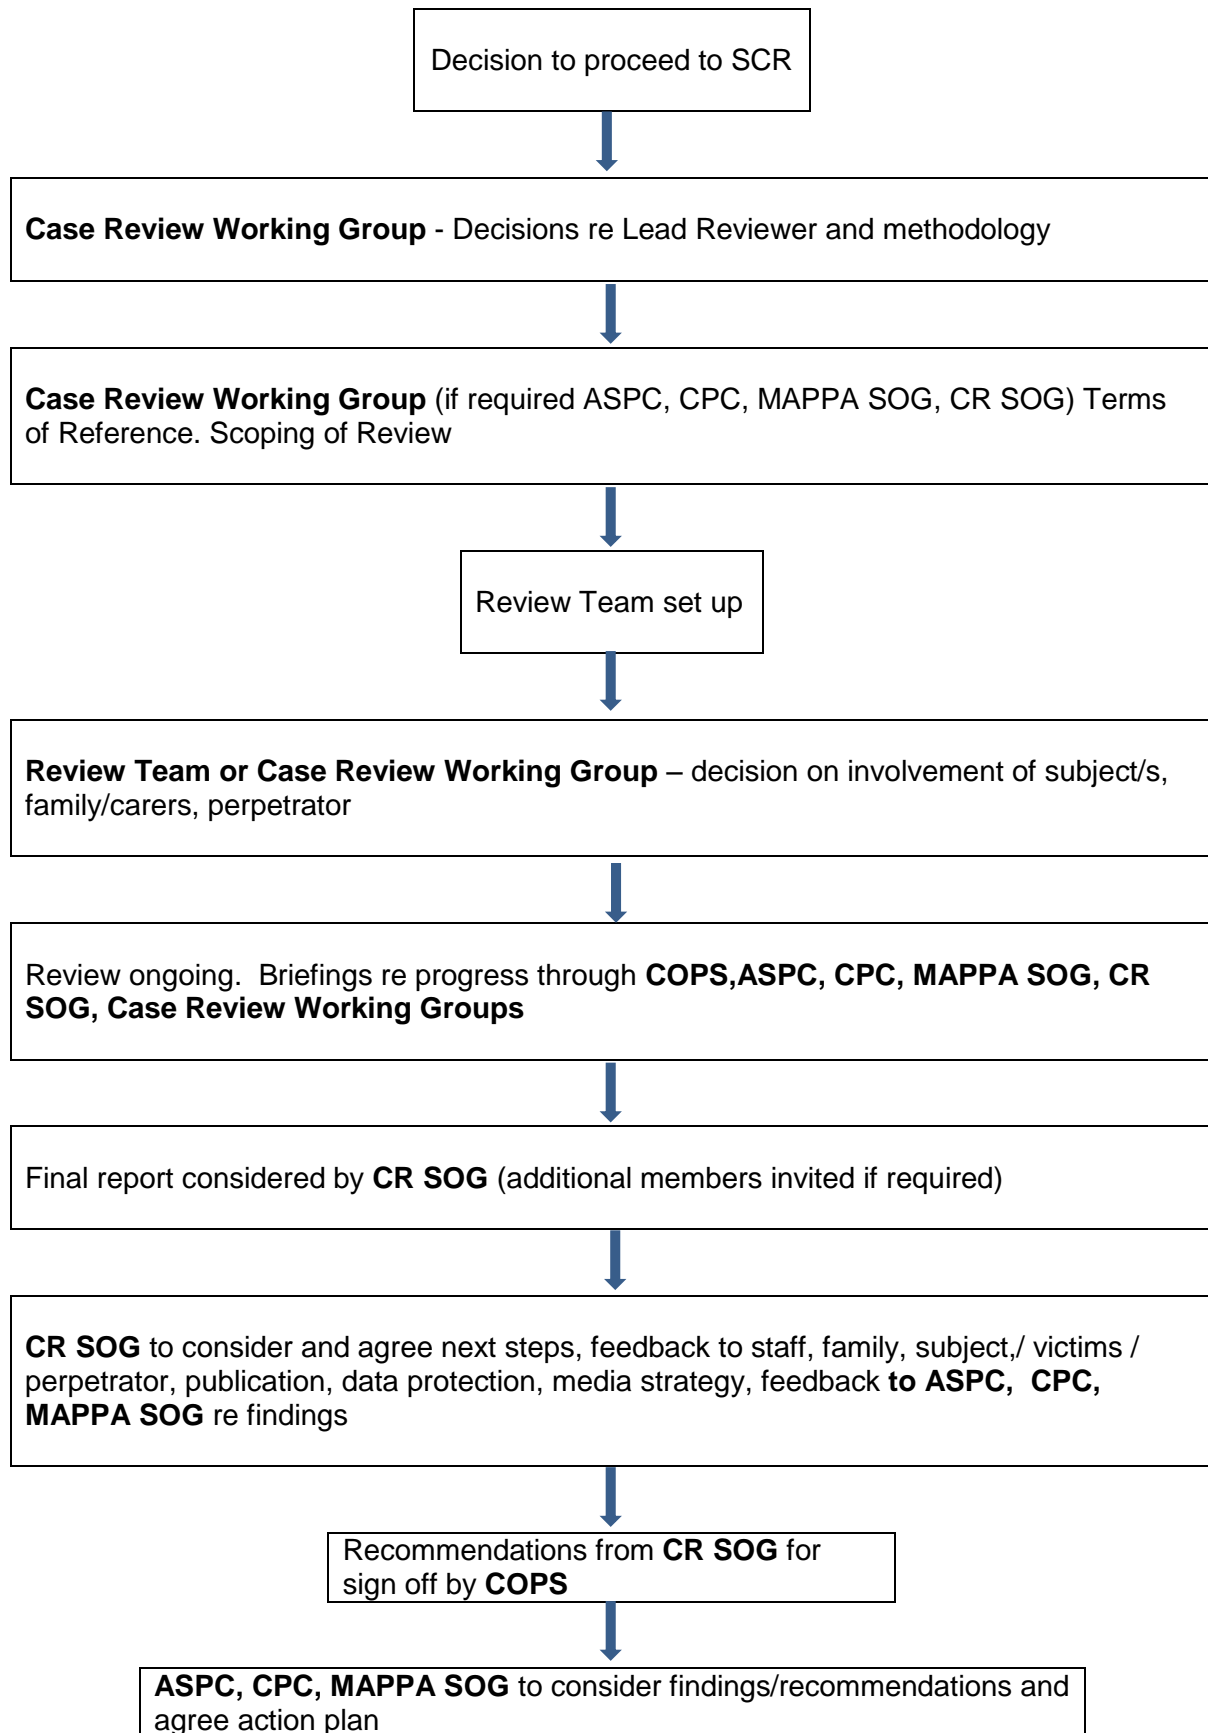 Decision to proceed to SCR
Case Review Working Group - Decisions re Lead Reviewer and methodology
Case Review Working Group (if required ASPC, CPC, MAPPA SOG, CR SOG) Terms
of Reference. Scoping of Review
Review Team set up
Review Team or Case Review Working Group – decision on involvement of subject/s,
family/carers, perpetrator
Review ongoing.  Briefings re progress through COPS,ASPC, CPC, MAPPA SOG, CR
SOG, Case Review Working Groups
Final report considered by CR SOG (additional members invited if required)
CR SOG to consider and agree next steps, feedback to staff, family, subject,/ victims /
perpetrator, publication, data protection, media strategy, feedback to ASPC,  CPC,
MAPPA SOG re findings
Recommendations from CR SOG for
sign off by COPS
ASPC, CPC, MAPPA SOG to consider findings/recommendations and
agree action plan